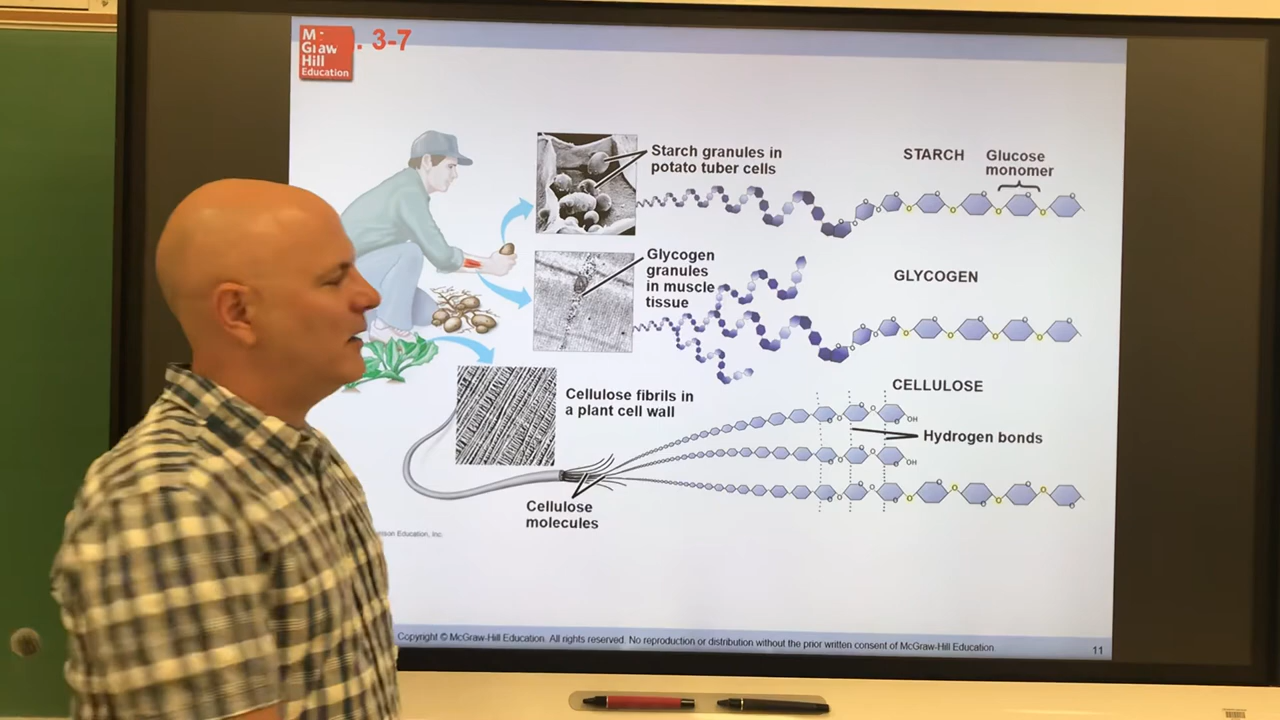 Mc
Graw
Hill
Education
. 3-7
Starch granules in
potato tuber cells
STARCH
Glucose
monomer
Glycogen
granules
in muscle
tissue
GLYCOGEN
Cellulose fibrils in
a plant cell wall
CELLULOSE
OH
Hydrogen bonds
OH
Cellulose
molecules
Education, Inc.
Copyright © McGraw-Hill Education. All rights reserved. No reproduction or distribution without the prior written consent of McGraw-Hill Education
11